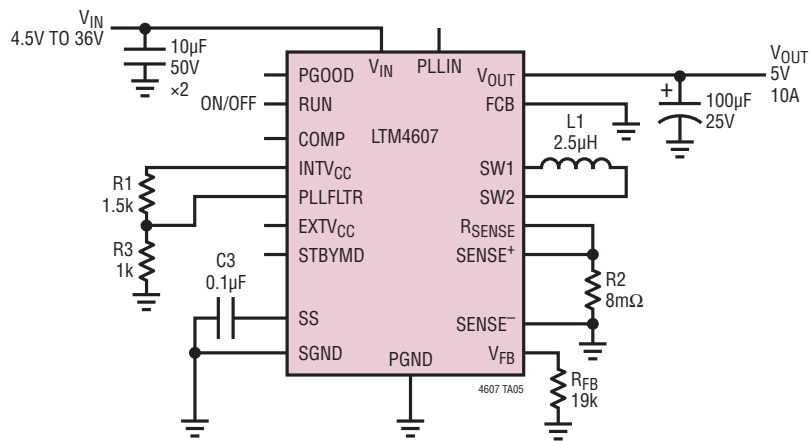 VIN
4.5V TO 36V
10µF
50V
×2
VOUT
5V
10A
100µF
25V
+
PGOOD
VIN
PLLIN
VOUT
ON/OFF
RUN
FCB
COMP
LTM4607
L1
2.5µH
INTVCC
SW1
R1
1.5k
PLLFLTR
SW2
EXTVCC
RSENSE
R3
1k
STBYMD
SENSE+
C3
0.1µF
R2
8mΩ
SS
SENSE–
SGND
PGND
VFB
RFB
19k
4607 TA05